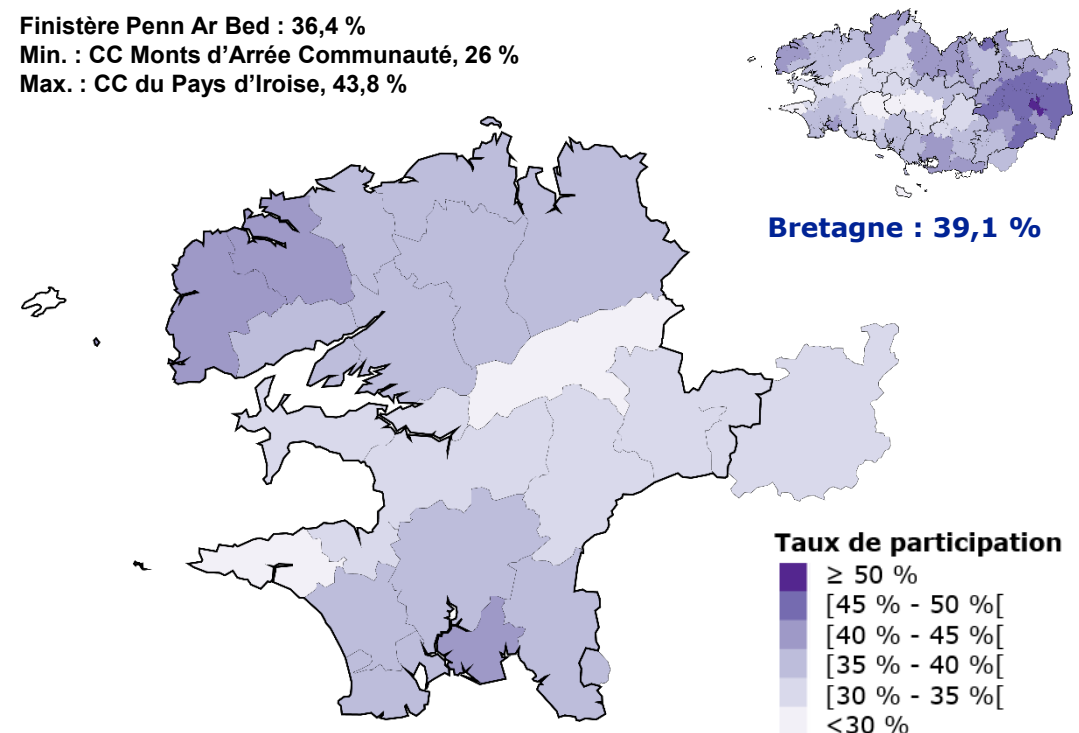 Finistère Penn Ar Bed : 36,4 %
Min. : CC Monts d’Arrée Communauté, 26 %
Max. : CC du Pays d’Iroise, 43,8 %
Bretagne : 39,1 %
Taux de participation
≥ 50 %
[45 % - 50 %[
[40 % - 45 %[
[35 % - 40 %[
[30 % - 35 %[
<30 %